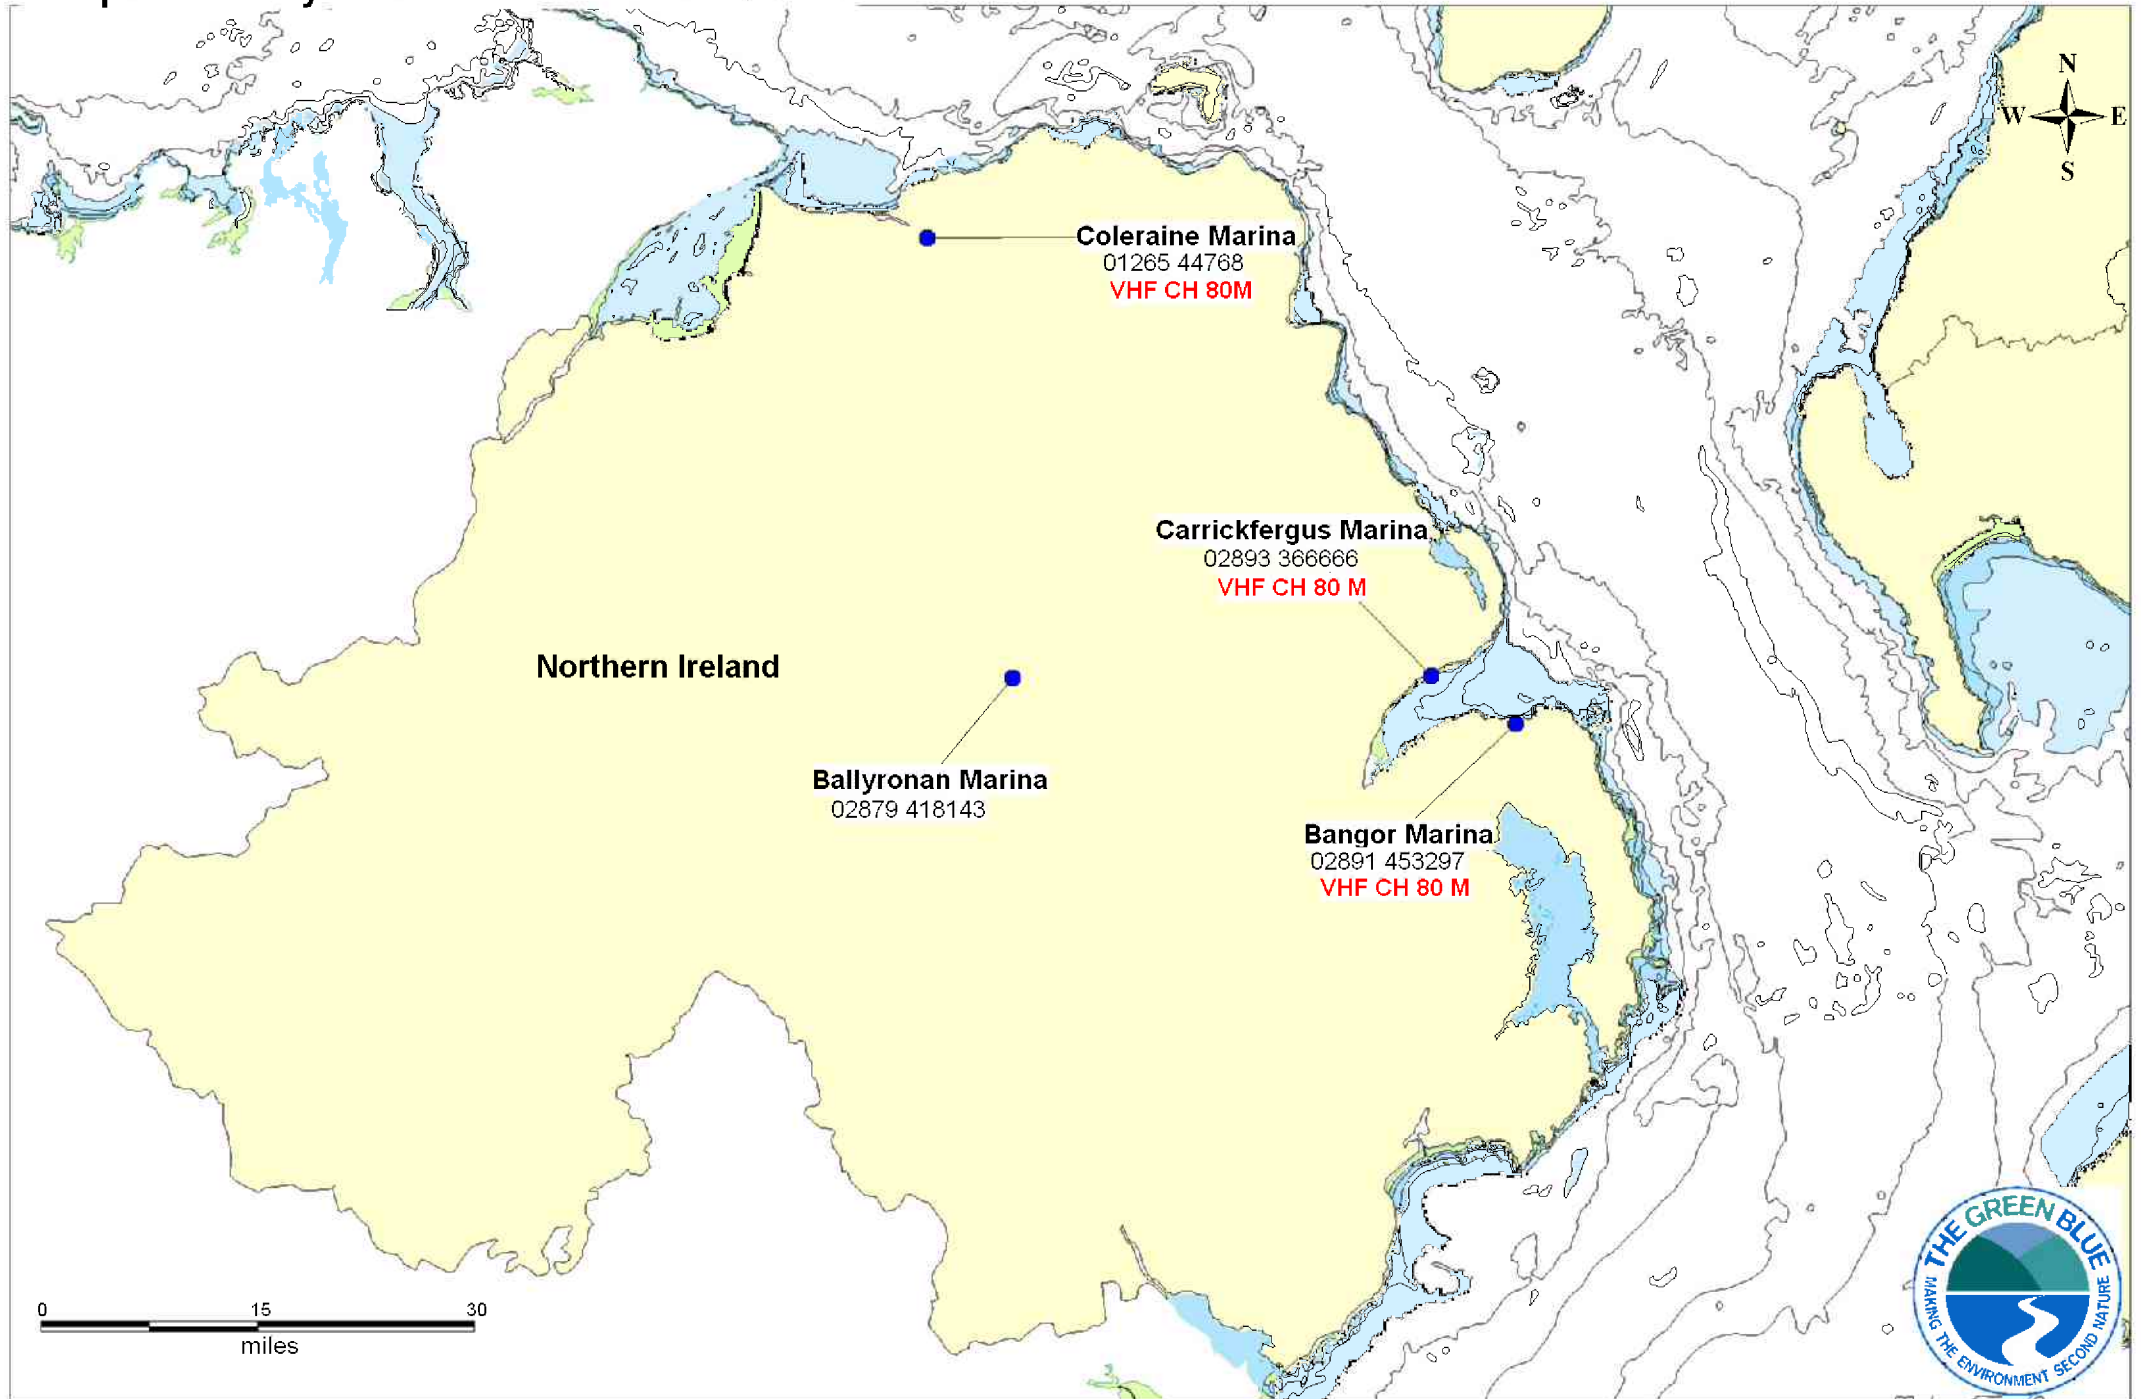 N
W E
S
Coleraine Marina
01265 44768
VHF CH 80M
Carrickfergus Marina
02893 366666
VHF CH 80 M
Northern Ireland
Ballyronan Marina
02879 418143
Bangor Marina
02891 453297
VHF CH 80 M
0 15 30
miles
THE GREEN BLUE
MAKING THE ENVIRONMENT SECOND NATURE